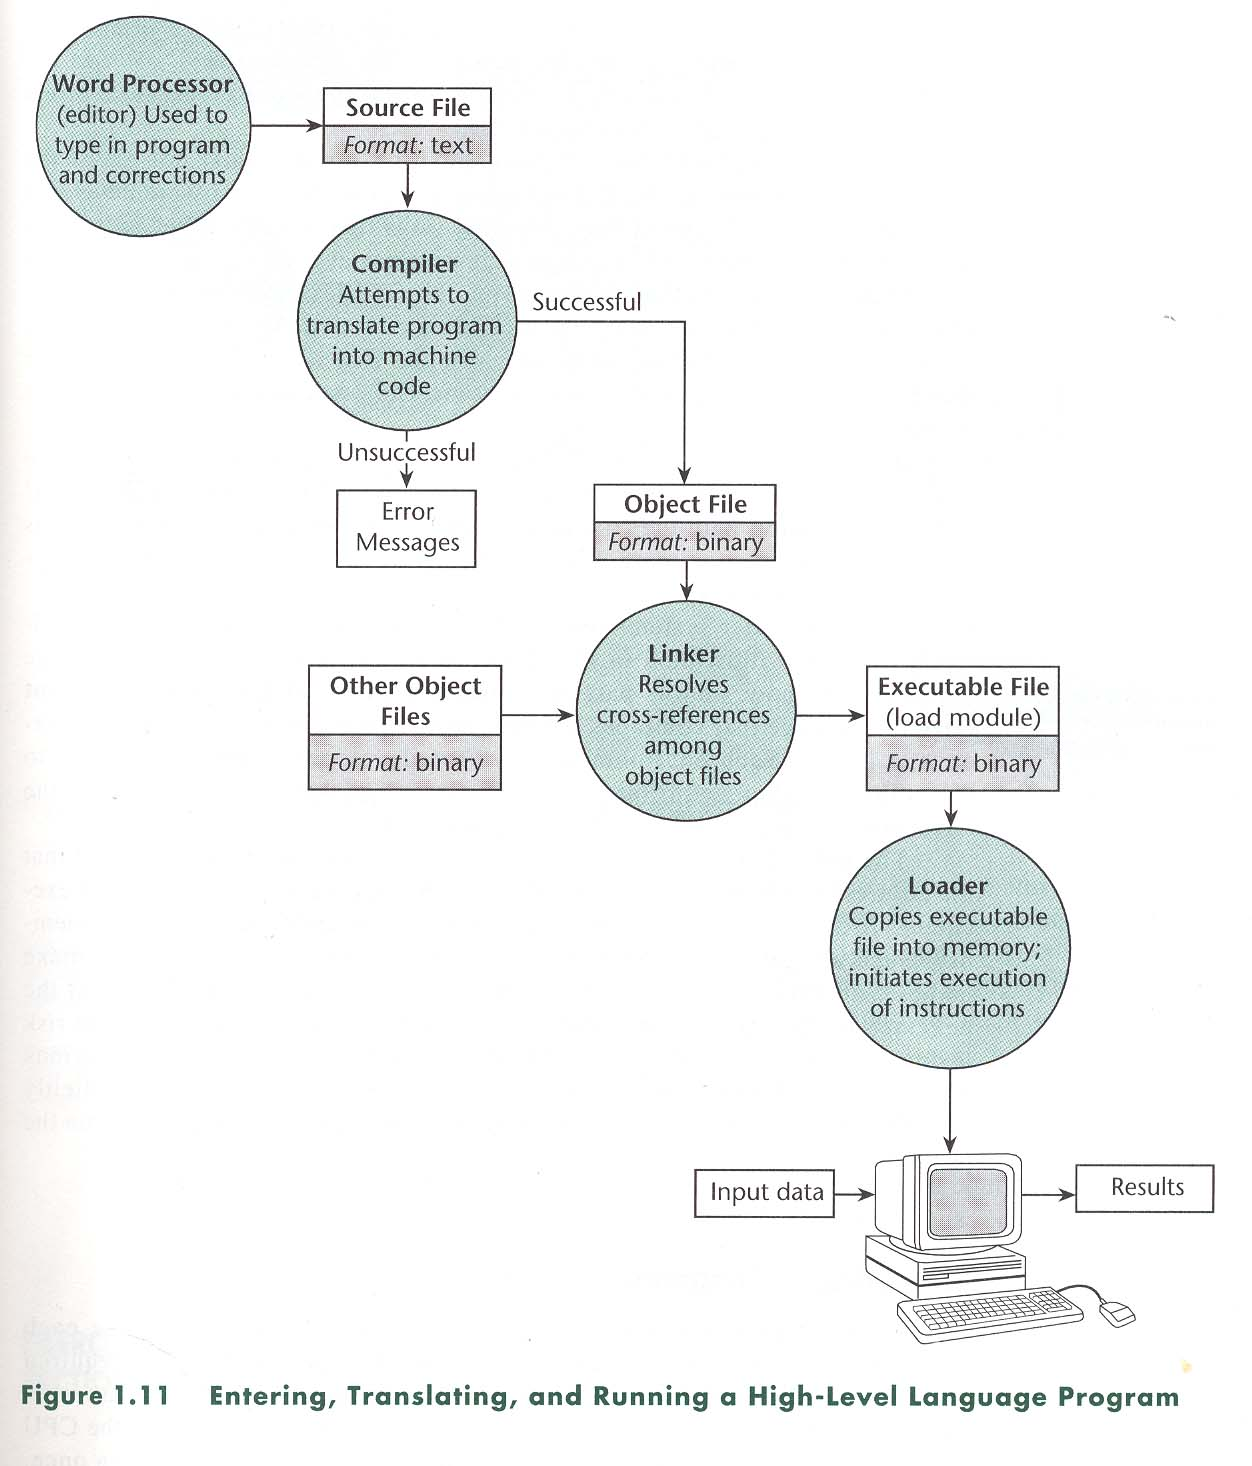 Word Processor
(editor) Used to
type in program
and corrections
Source File
Format: text
Compiler
Attempts to
translate program
into machine
code
Successful
Unsuccessful
Error
Messages
Object File
Format: binary
Other Object
Files
Format: binary
Linker
Resolves
cross-references
among
object files
Executable File
(load module)
Format: binary
Loader
Copies executable
file into memory;
initiates execution
of instructions
Input data
Results
Figure 1.11 Entering, Translating, and Running a High-Level Language Program